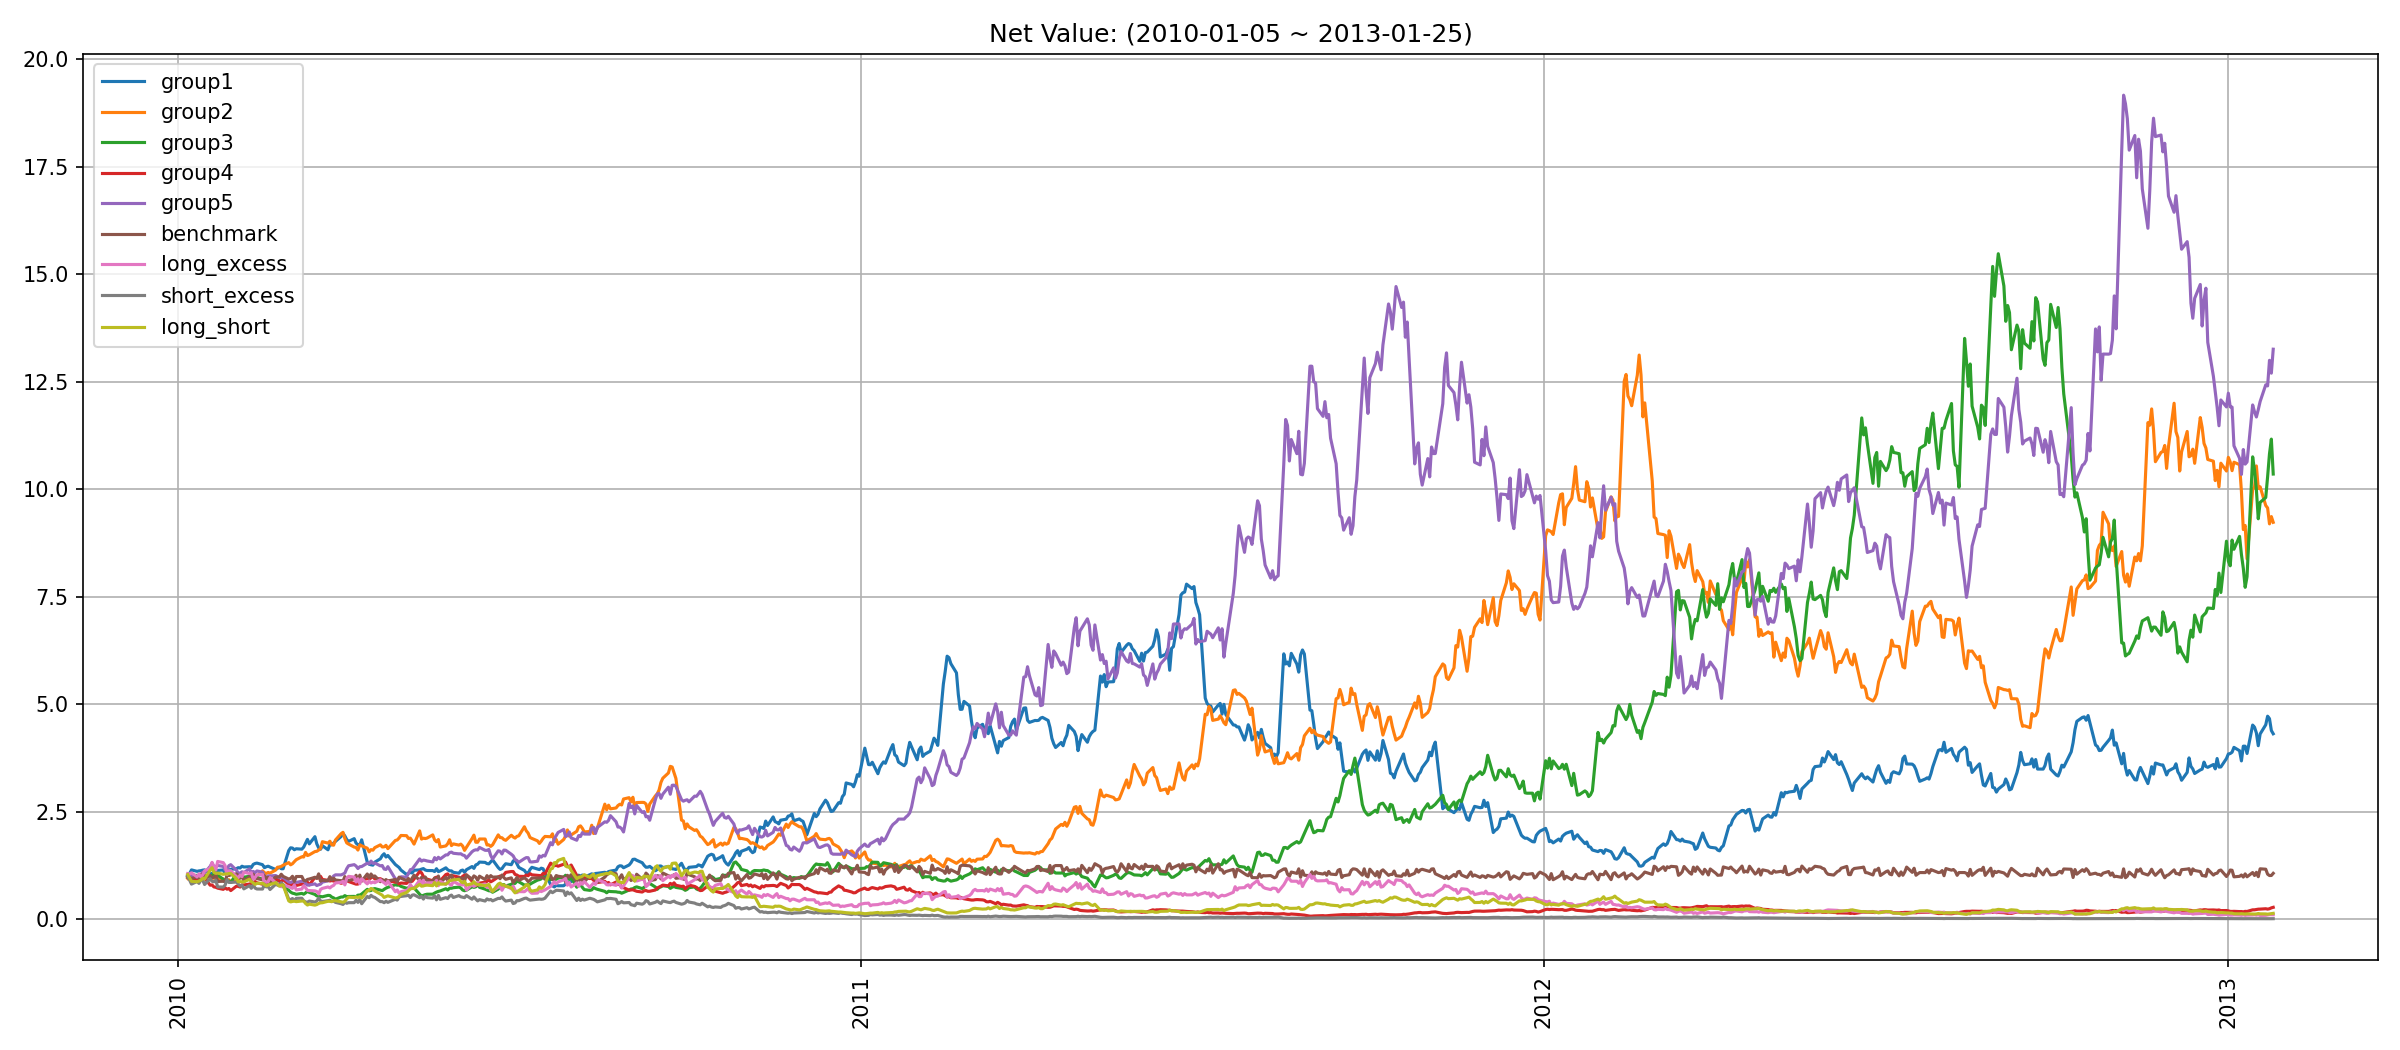 Net Value: (2010-01-05 ~ 2013-01-25)
20.0
17.5
15.0
12.5
10.0
7.5
5.0
2.5
0.0
group1
group2
group3
group4
group5
benchmark
long_excess
short_excess
long_short
2010
2011
2012
2013